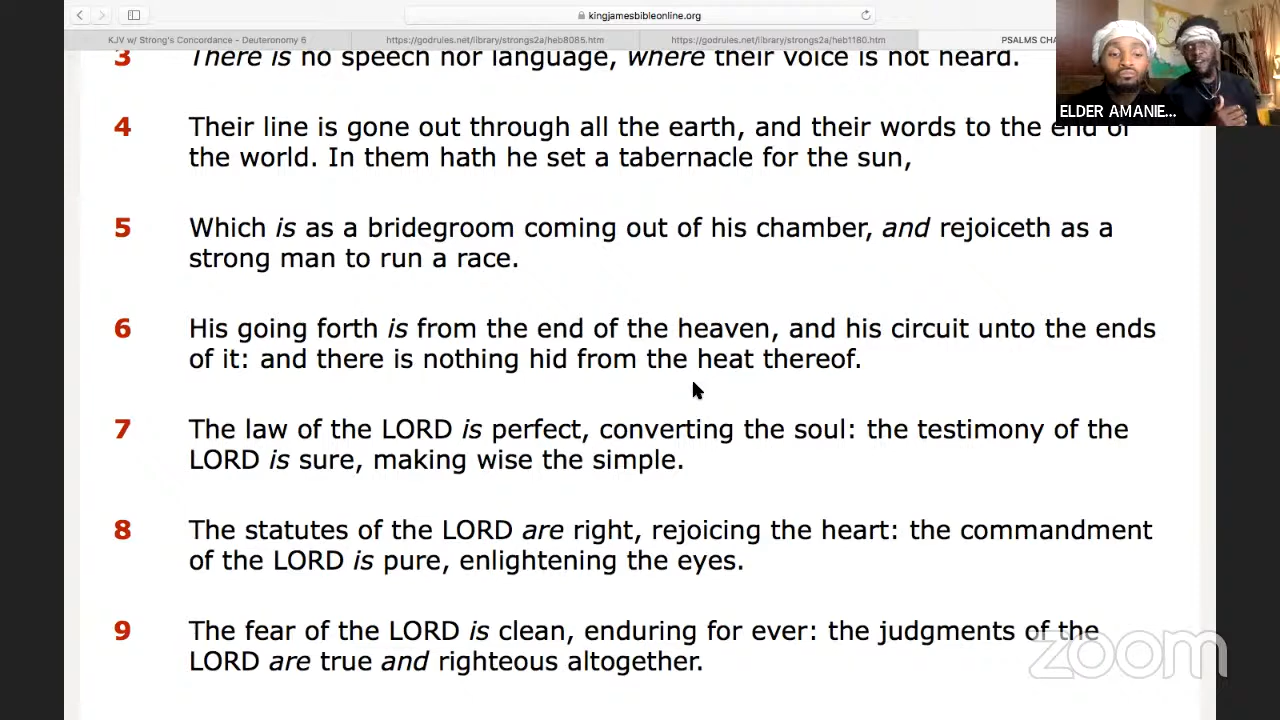 kingjamesbibleonline.org
KJV w/ Strong's Concordance - Deuteronomy 6
https://godrules.net/library/strongs2a/heb8085.htm
https://godrules.net/library/strongs2a/heb1180.htm
PSALMS CHA
ELDER AMANIE...
3 There is no speech nor language, where their voice is not heard.
4 Their line is gone out through all the earth, and their words to the end of
the world. In them hath he set a tabernacle for the sun,
5 Which is as a bridegroom coming out of his chamber, and rejoiceth as a
strong man to run a race.
6 His going forth is from the end of the heaven, and his circuit unto the ends
of it: and there is nothing hid from the heat thereof.
7 The law of the LORD is perfect, converting the soul: the testimony of the
LORD is sure, making wise the simple.
8 The statutes of the LORD are right, rejoicing the heart: the commandment
of the LORD is pure, enlightening the eyes.
9 The fear of the LORD is clean, enduring for ever: the judgments of the
LORD are true and righteous altogether.
zoom